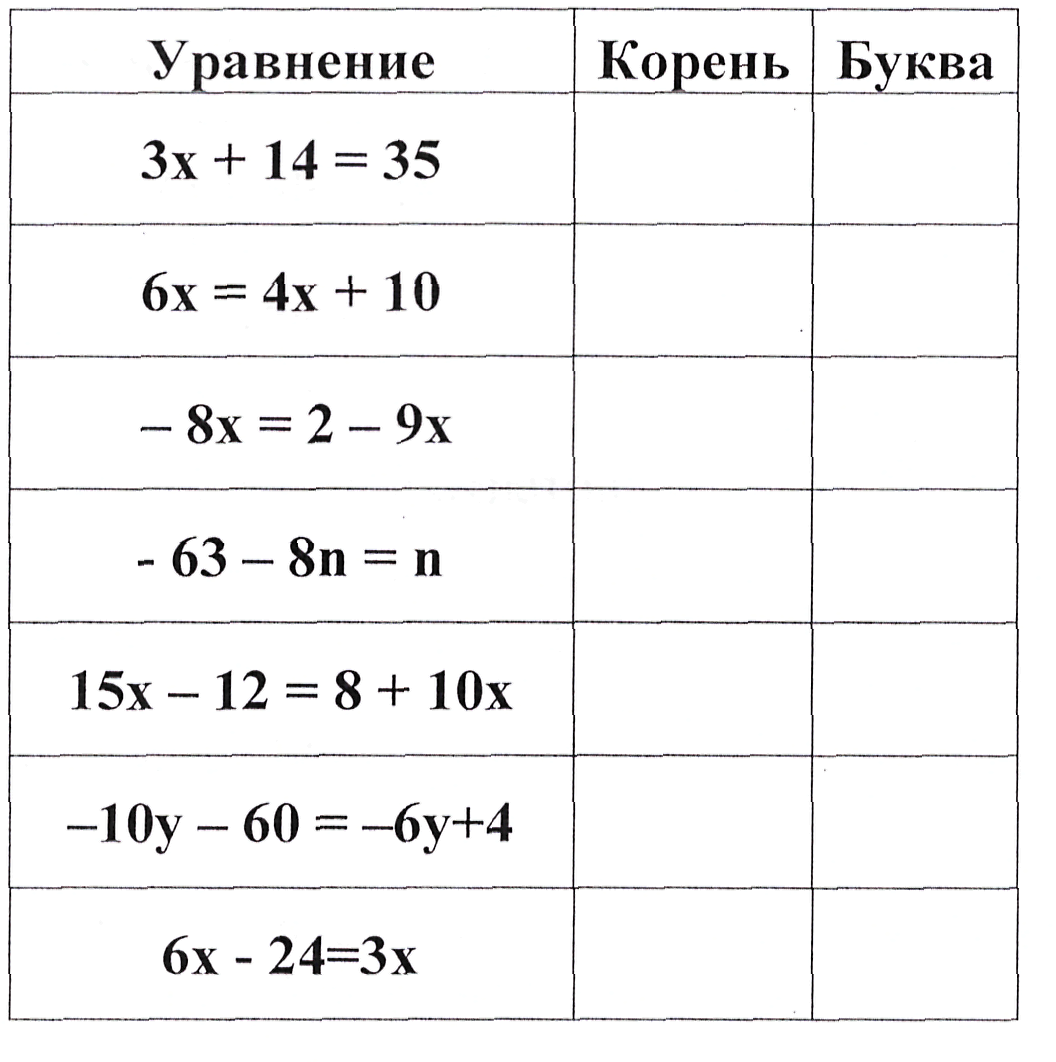 Уравнение Корень Буква
3x + 14 = 35
6x = 4x + 10
– 8x = 2 – 9x
- 63 – 8n = n
15x – 12 = 8 + 10x
–10y – 60 = –6y+4
6x - 24=3x